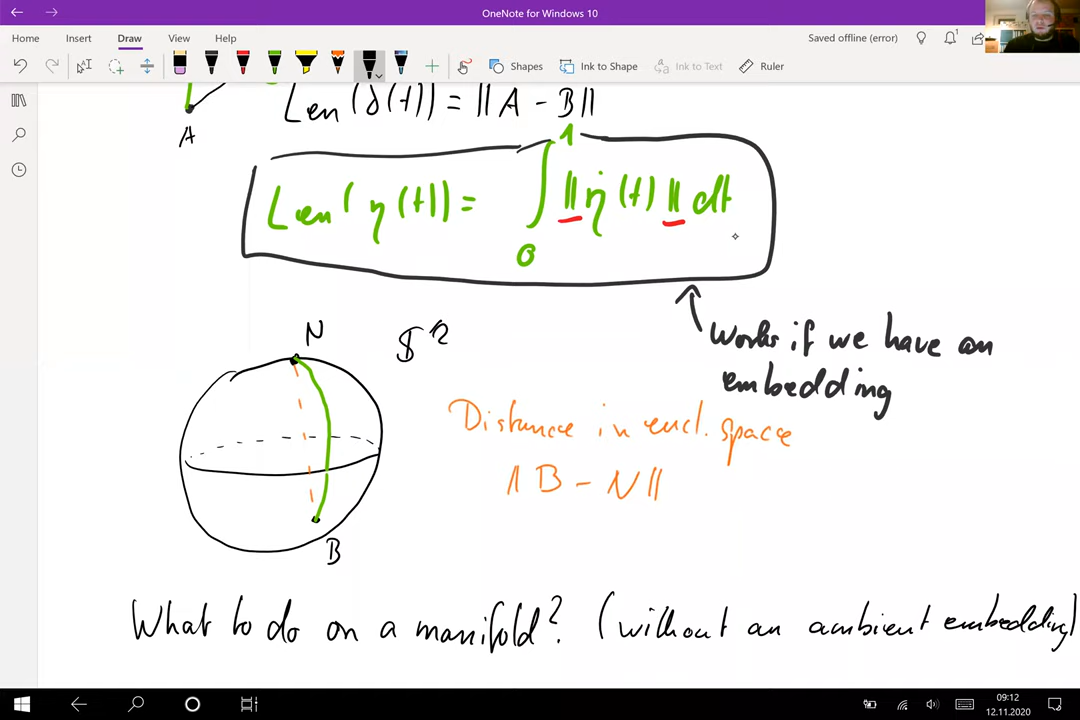 OneNote for Windows 10
Home Insert Draw View Help
Saved offline (error)
Shapes Ink to Shape Ink to Text Ruler
Len (γ(t)) = ||A - B||
A
Len (η(t)) = ∫₀¹ ||η̇(t)|| dt
Works if we have an
embedding
N
S²
Distance in eucl. space
|| B - N ||
B
What to do on a manifold? (without an ambient embedding)
09:12
12.11.2020